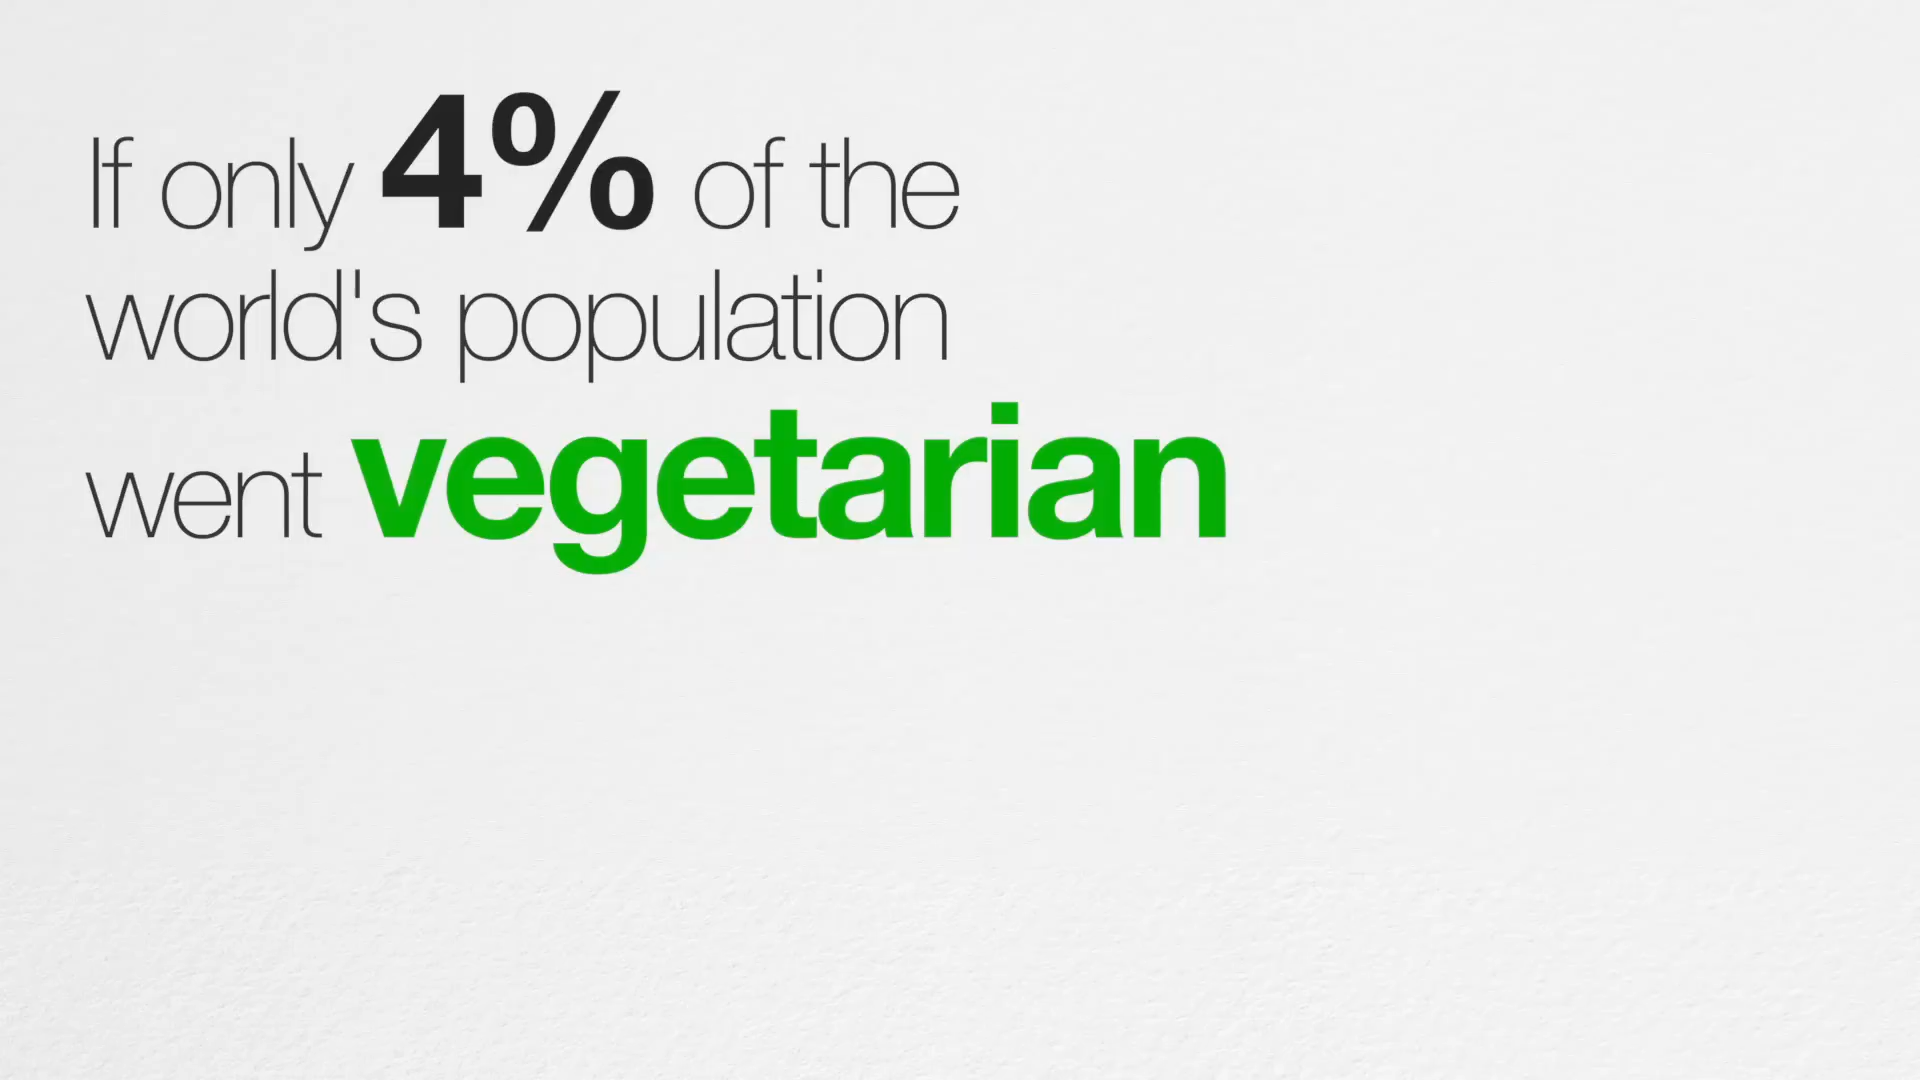 If only 4% of the
world's population
went vegetarian